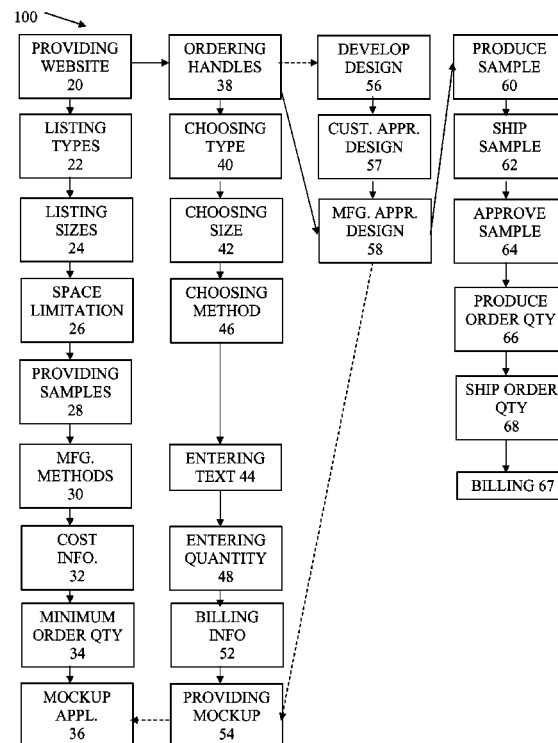 100
PROVIDING
WEBSITE
20
LISTING
TYPES
22
LISTING
SIZES
24
SPACE
LIMITATION
26
PROVIDING
SAMPLES
28
MFG.
METHODS
30
COST
INFO.
32
MINIMUM
ORDER QTY
34
MOCKUP
APPL.
36
ORDERING
HANDLES
38
CHOOSING
TYPE
40
CHOOSING
SIZE
42
CHOOSING
METHOD
46
ENTERING
TEXT 44
ENTERING
QUANTITY
48
BILLING
INFO
52
PROVIDING
MOCKUP
54
DEVELOP
DESIGN
56
CUST. APPR.
DESIGN
57
MFG. APPR.
DESIGN
58
PRODUCE
SAMPLE
60
SHIP
SAMPLE
62
APPROVE
SAMPLE
64
PRODUCE
ORDER QTY
66
SHIP ORDER
QTY
68
BILLING 67